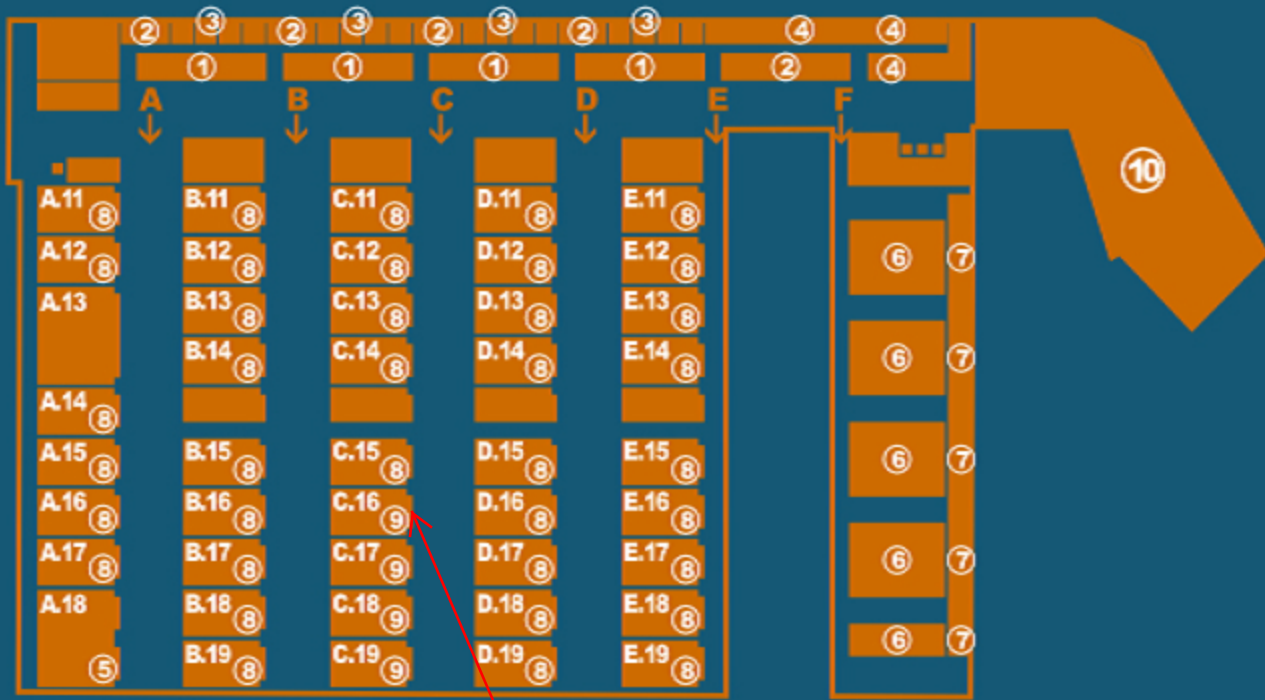 ② ③ ② ③ ② ③ ② ③ ④ ④
① ① ① ① ② ④
A B C D E F
⑩
A.11 ⑧ B.11 ⑧ C.11 ⑧ D.11 ⑧ E.11 ⑧
A.12 ⑧ B.12 ⑧ C.12 ⑧ D.12 ⑧ E.12 ⑧ ⑥ ⑦
A.13 B.13 ⑧ C.13 ⑧ D.13 ⑧ E.13 ⑧
B.14 ⑧ C.14 ⑧ D.14 ⑧ E.14 ⑧ ⑥ ⑦
A.14 ⑧
A.15 ⑧ B.15 ⑧ C.15 ⑧ D.15 ⑧ E.15 ⑧ ⑥ ⑦
A.16 ⑧ B.16 ⑧ C.16 ⑨ D.16 ⑧ E.16 ⑧
A.17 ⑧ B.17 ⑧ C.17 ⑨ D.17 ⑧ E.17 ⑧ ⑥ ⑦
A.18 B.18 ⑧ C.18 ⑨ D.18 ⑧ E.18 ⑧ ⑥ ⑦
⑤ B.19 ⑧ C.19 ⑨ D.19 ⑧ E.19 ⑧